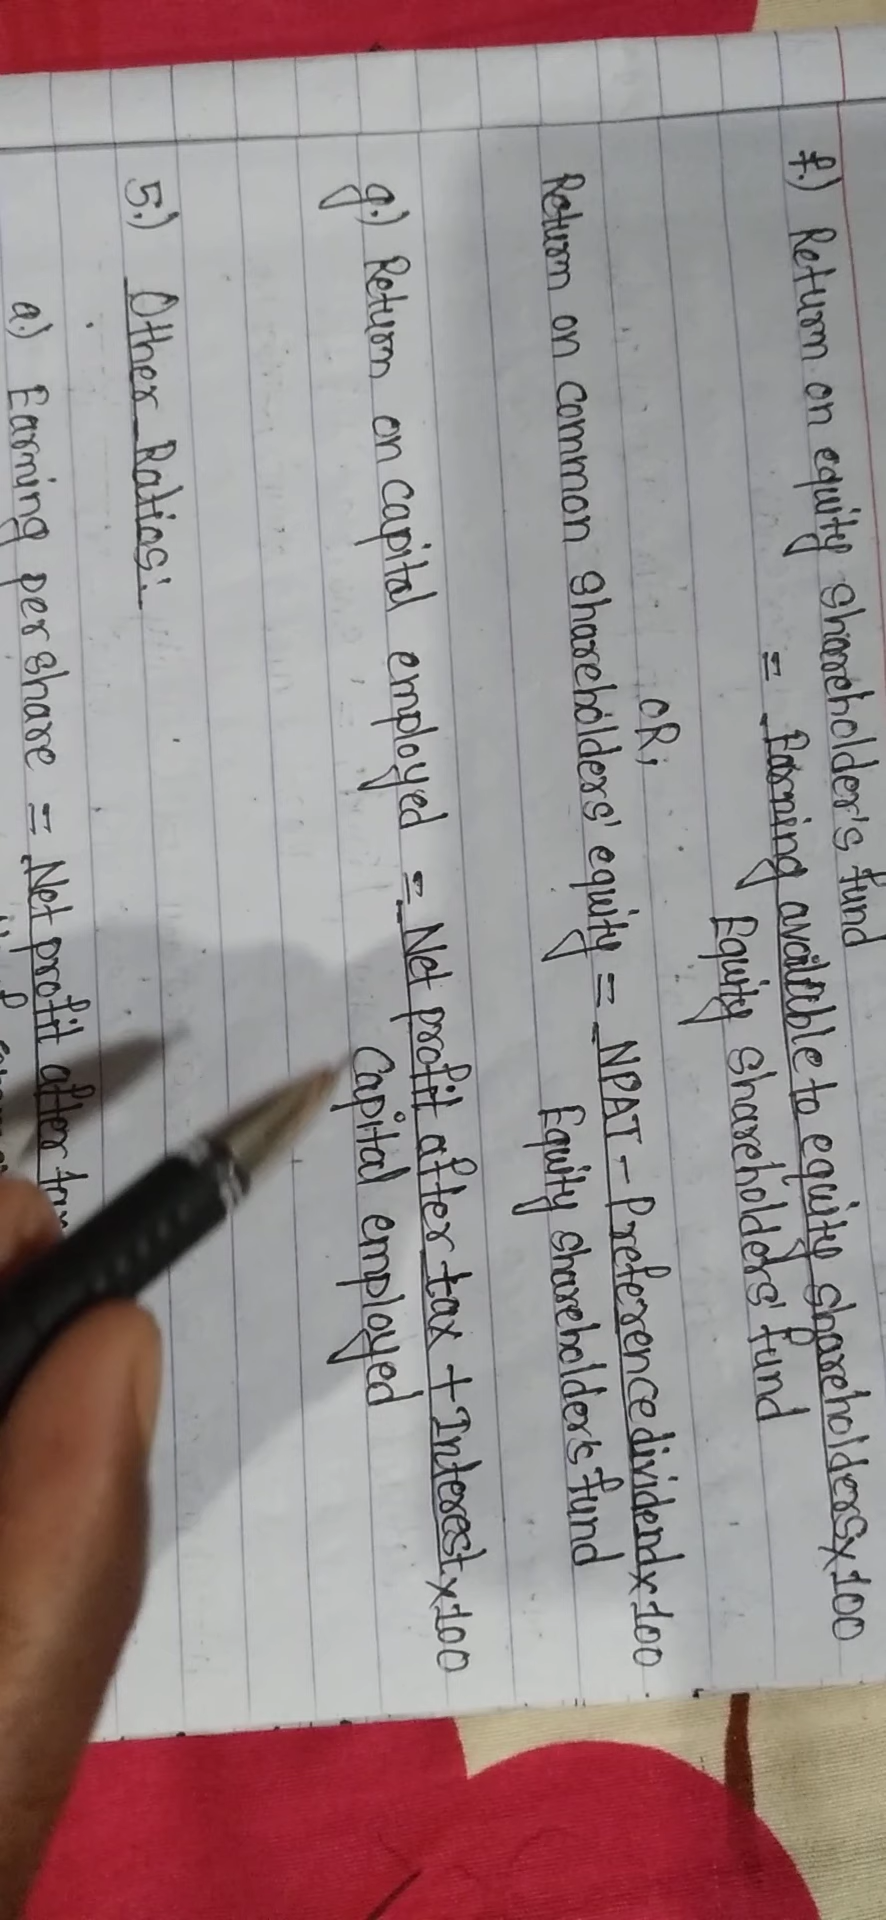 f.) Return on equity shareholder's fund
= Earning available to equity shareholders x 100
Equity shareholders' fund
OR,
Return on common shareholders' equity = NPAT - Preference dividend x 100
Equity shareholder's fund
g.) Return on capital employed = Net profit after tax + Interest x 100
Capital employed
5.) Other Ratios:
a.) Earning per share = Net profit after tax